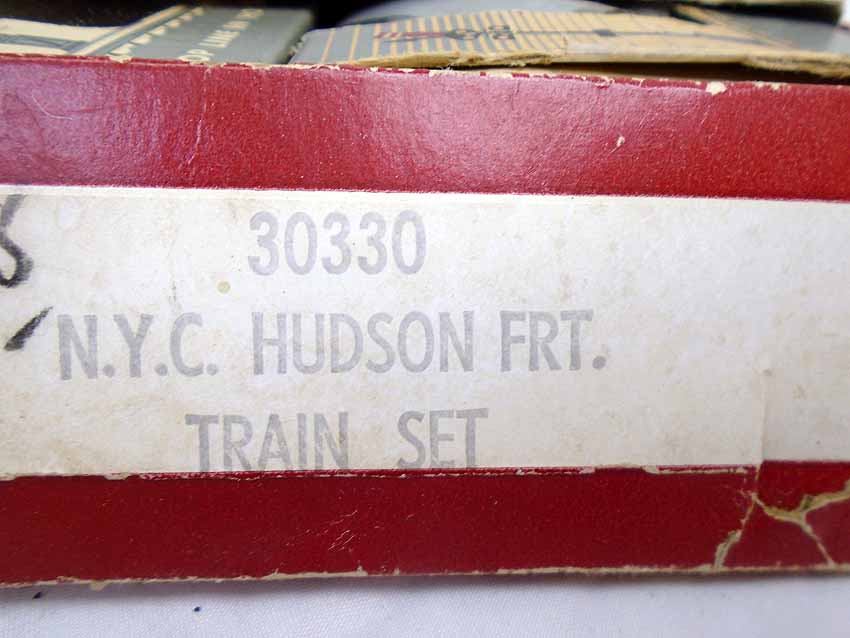 30330
N.Y.C. HUDSON FRT.
TRAIN SET